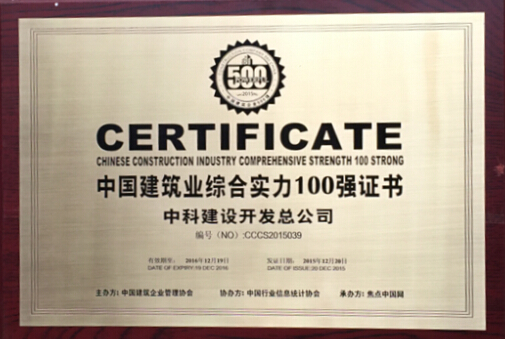 500
2015
CERTIFICATE
CHINESE CONSTRUCTION INDUSTRY COMPREHENSIVE STRENGTH 100 STRONG
中国建筑业综合实力100强证书
中科建设开发总公司
编号（NO）:CCCS2015039
有效期至：2016年12月19日 发证日期：2015年12月20日
DATE OF EXPIRY:19 DEC 2016 DATE OF ISSUE:20 DEC 2015
主办方：中国建筑企业管理协会 协办方：中国行业信息统计协会 承办方：焦点中国网